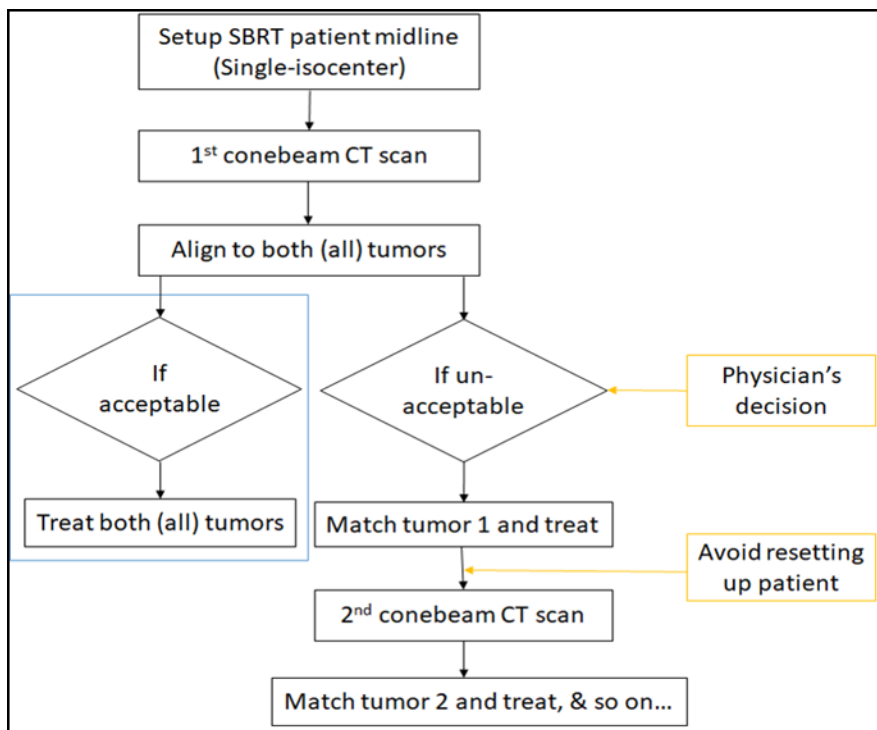 Setup SBRT patient midline
(Single-isocenter)
1st conebeam CT scan
Align to both (all) tumors
If
acceptable
If un-
acceptable
Physician's
decision
Treat both (all) tumors
Match tumor 1 and treat
Avoid resetting
up patient
2nd conebeam CT scan
Match tumor 2 and treat, & so on...